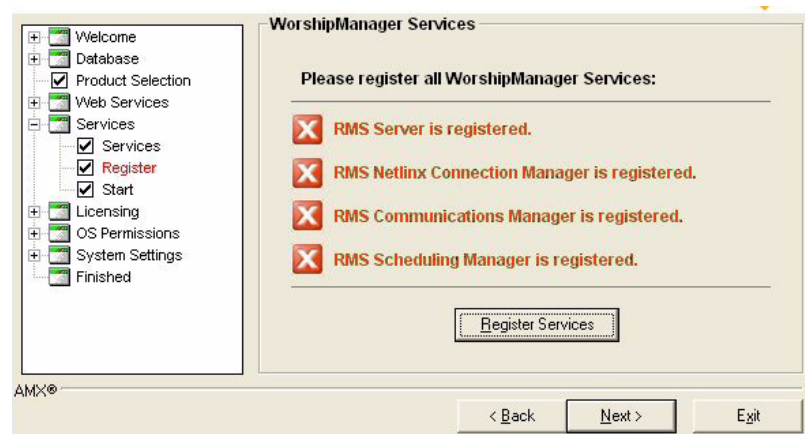 Welcome
Database
Product Selection
Web Services
Services
Services
Register
Start
Licensing
OS Permissions
System Settings
Finished
WorshipManager Services
Please register all WorshipManager Services:
RMS Server is registered.
RMS Netlinx Connection Manager is registered.
RMS Communications Manager is registered.
RMS Scheduling Manager is registered.
Register Services
AMX®
< Back
Next >
Exit